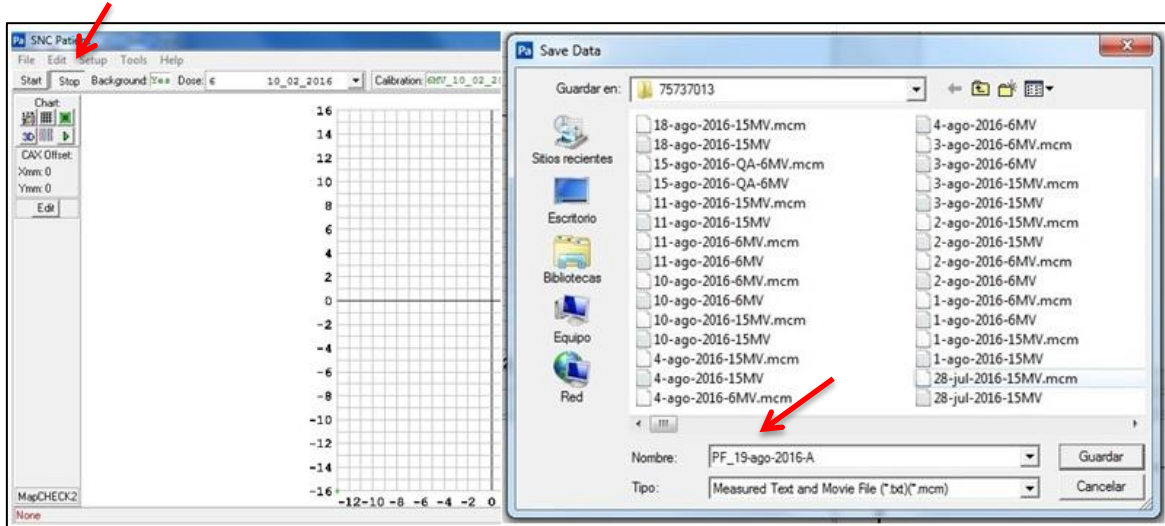 SNC Patie
File Edit Setup Tools Help
Start Stop Background: Yes Dose: 6 10_02_2016 Calibration:
Chart:
3D
CAX Offset:
Xmm: 0
Ymm: 0
Edit
MapCHECK2
None
16
14
12
10
8
6
4
2
0
-2
-4
-6
-8
-10
-12
-14
-16
-12 -10 -8 -6 -4 -2 0
Pa Save Data
Guardar en: 75737013
Sitios recientes
Escritorio
Bibliotecas
Equipo
Red
18-ago-2016-15MV.mcm
18-ago-2016-15MV
15-ago-2016-QA-6MV.mcm
15-ago-2016-QA-6MV
11-ago-2016-15MV.mcm
11-ago-2016-15MV
11-ago-2016-6MV.mcm
11-ago-2016-6MV
10-ago-2016-6MV.mcm
10-ago-2016-6MV
10-ago-2016-15MV.mcm
10-ago-2016-15MV
4-ago-2016-15MV.mcm
4-ago-2016-15MV
4-ago-2016-6MV.mcm
4-ago-2016-6MV
3-ago-2016-6MV.mcm
3-ago-2016-6MV
3-ago-2016-15MV.mcm
3-ago-2016-15MV
2-ago-2016-15MV.mcm
2-ago-2016-15MV
2-ago-2016-6MV.mcm
2-ago-2016-6MV
1-ago-2016-6MV.mcm
1-ago-2016-6MV
1-ago-2016-15MV.mcm
1-ago-2016-15MV
28-jul-2016-15MV.mcm
28-jul-2016-15MV
Nombre: PF_19-ago-2016-A Guardar
Tipo: Measured Text and Movie File (*.txt)(*.mcm) Cancelar